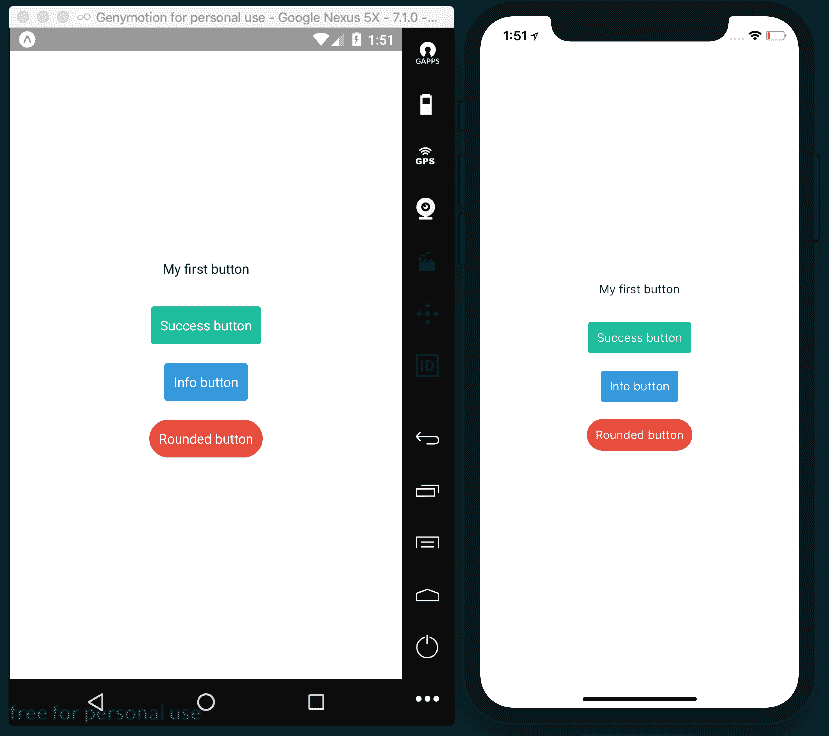 Genymotion for personal use - Google Nexus 5X - 7.1.0 -...
1:51
GAPPS
GPS
My first button
Success button
Info button
Rounded button
ID
free for personal use
1:51
My first button
Success button
Info button
Rounded button